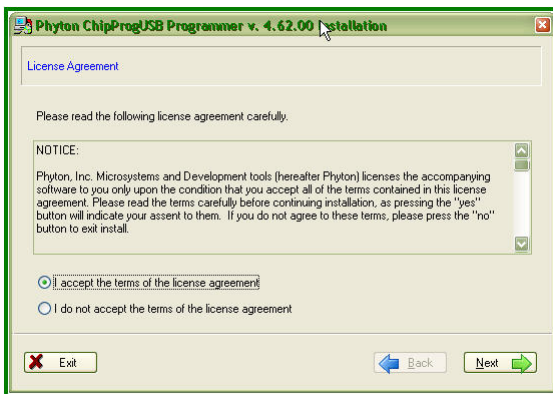 Phyton ChipProgUSB Programmer v. 4.62.00 Installation
License Agreement
Please read the following license agreement carefully.
NOTICE:
Phyton, Inc. Microsystems and Development tools (hereafter Phyton) licenses the accompanying
software to you only upon the condition that you accept all of the terms contained in this license
agreement. Please read the terms carefully before continuing installation, as pressing the "yes"
button will indicate your assent to them.  If you do not agree to these terms, please press the "no"
button to exit install.
I accept the terms of the license agreement
I do not accept the terms of the license agreement
Exit
Back
Next